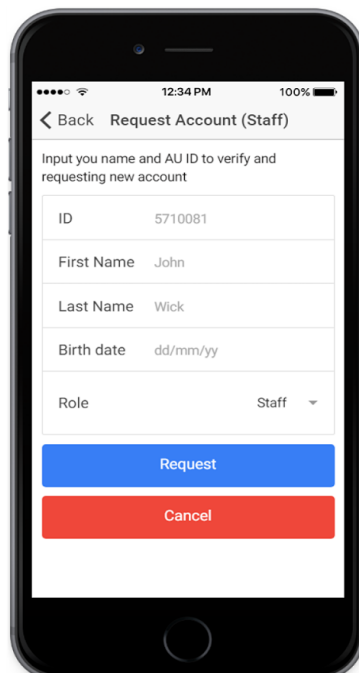 12:34 PM 100%
Back Request Account (Staff)
Input you name and AU ID to verify and
requesting new account
ID 5710081
First Name John
Last Name Wick
Birth date dd/mm/yy
Role Staff
Request
Cancel